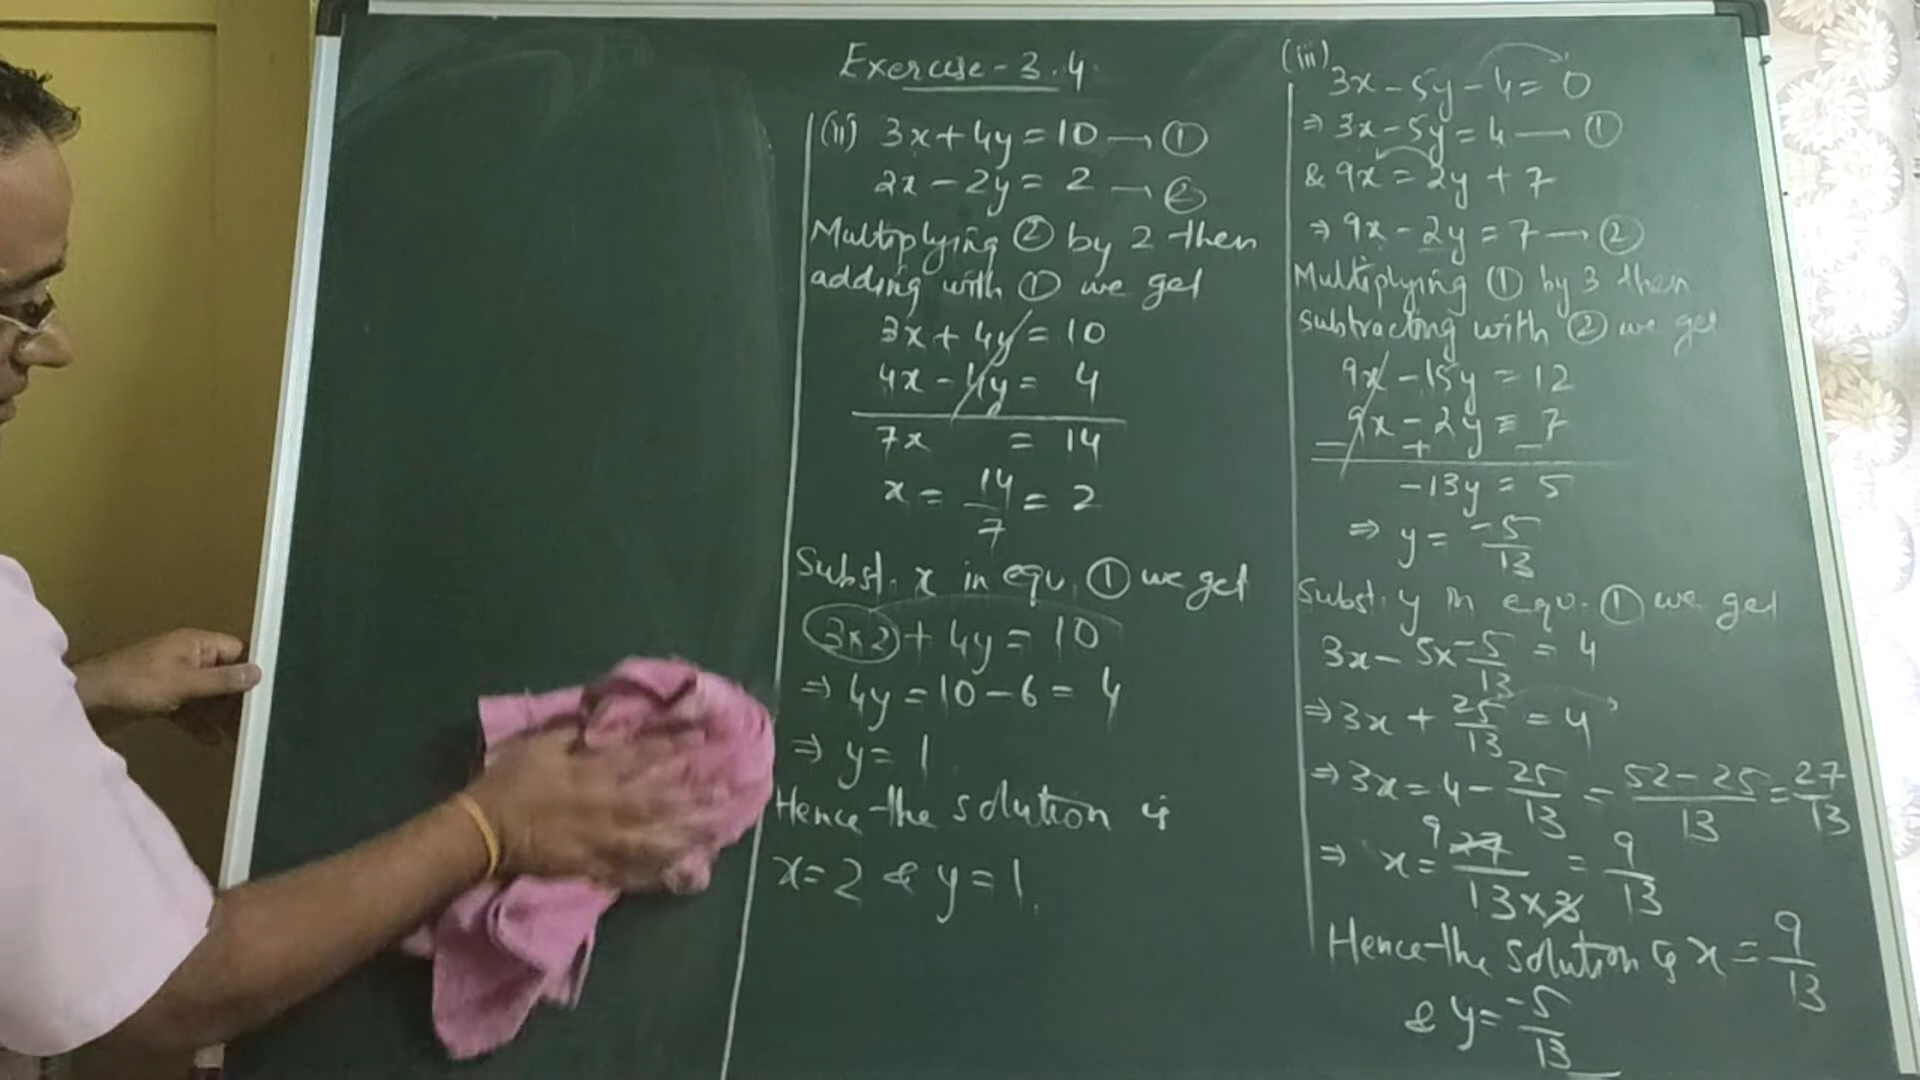 Exercise - 3.4
(ii) 3x + 4y = 10 → ①
2x - 2y = 2 → ②
Multiplying ② by 2 then
adding with ① we get
3x + 4y = 10
4x - 4y = 4
7x = 14
x = 14/7 = 2
Subst. x in equ. ① we get
3x2 + 4y = 10
⇒ 4y = 10 - 6 = 4
⇒ y = 1
Hence the solution is
x = 2 & y = 1.
(iii) 3x - 5y - 4 = 0
⇒ 3x - 5y = 4 → ①
& 9x = 2y + 7
⇒ 9x - 2y = 7 → ②
Multiplying ① by 3 then
subtracting with ② we get
9x - 15y = 12
9x - 2y = 7
- + -
-13y = 5
⇒ y = -5/13
Subst. y in equ. ① we get
3x - 5x -5/13 = 4
⇒ 3x + 25/13 = 4
⇒ 3x = 4 - 25/13 = 52 - 25/13 = 27/13
⇒ x = 9 27/13 x 3 = 9/13
Hence the solution is x = 9/13
& y = -5/13